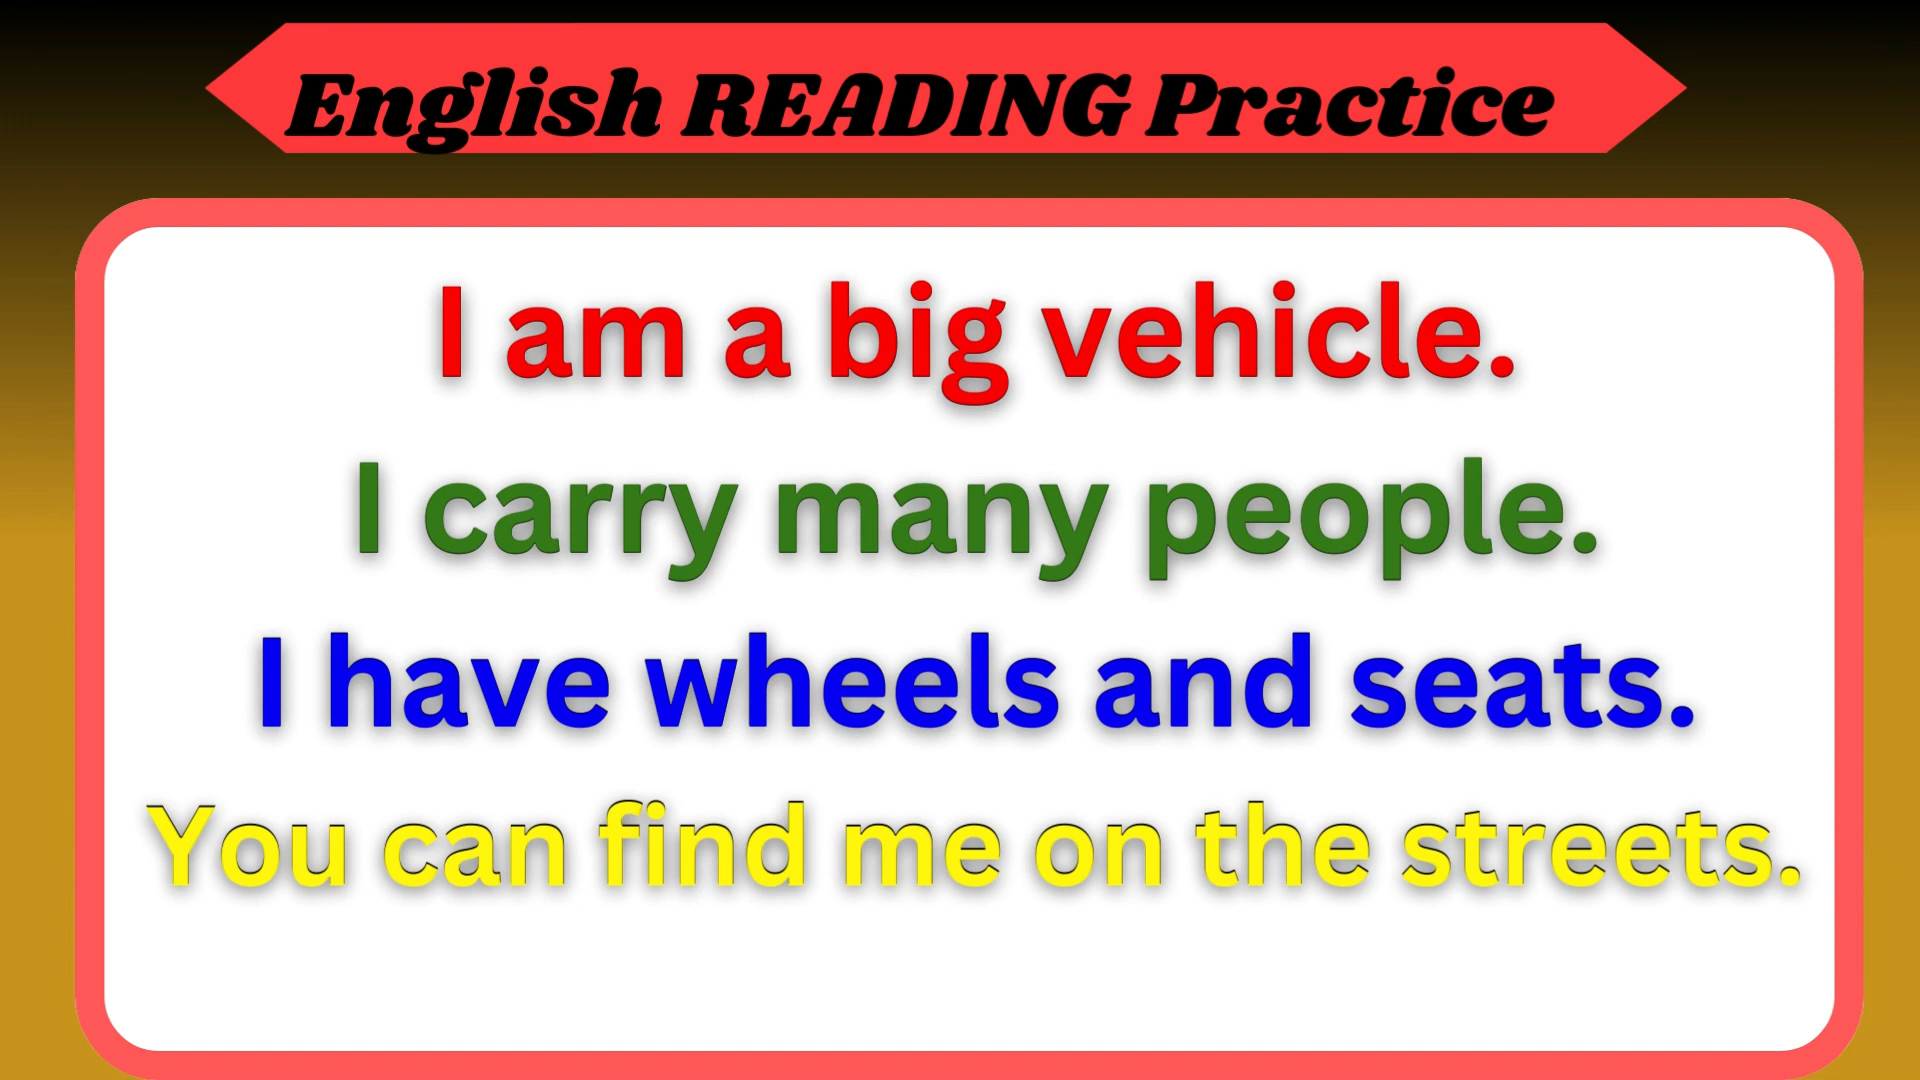 English READING Practice
I am a big vehicle.
I carry many people.
I have wheels and seats.
You can find me on the streets.